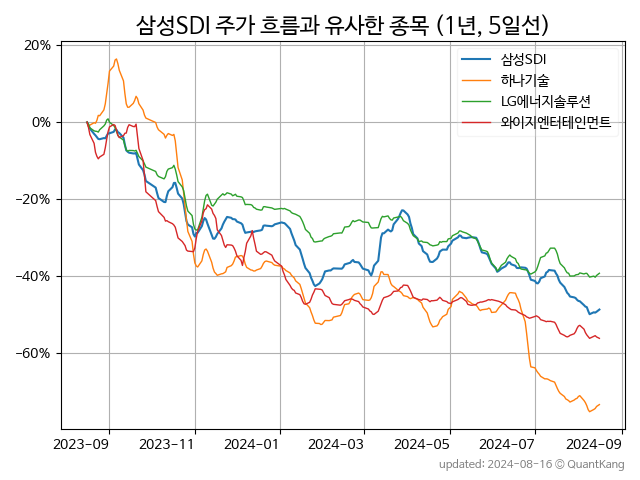 삼성SDI 주가 흐름과 유사한 종목 (1년, 5일선)
삼성SDI
하나기술
LG에너지솔루션
와이지엔터테인먼트
20%
0%
−20%
−40%
−60%
2023-09 2023-11 2024-01 2024-03 2024-05 2024-07 2024-09
updated: 2024-08-16 © QuantKang